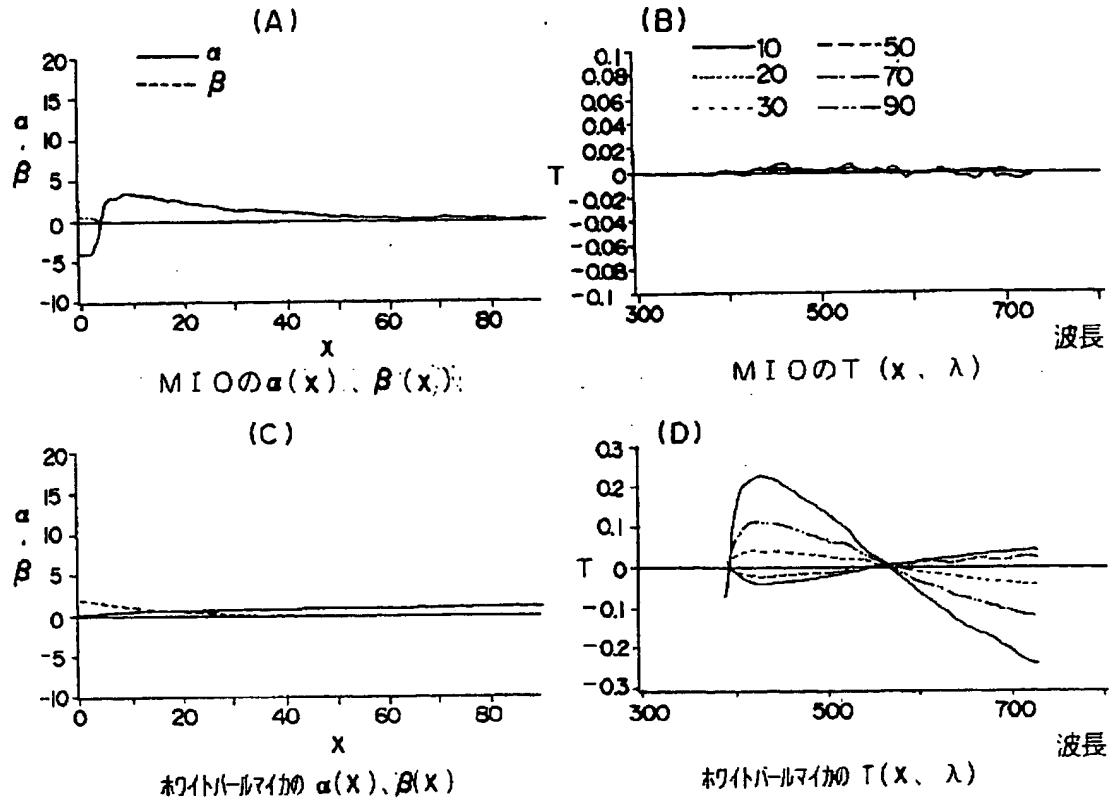 (A)
α
β
20
15
10
5
0
-5
-10
α・β
0 20 40 60 80
X
MIOのα(x)、β(x)
(B)
10 50
20 70
30 90
0.1
0.08
0.06
0.04
0.02
T 0
-0.02
-0.04
-0.06
-0.08
-0.1
300 500 700
波長
MIOのT(x、λ)
(C)
20
15
10
5
0
-5
-10
α・β
0 20 40 60 80
X
ホワイトパールマイカの α(X)、β(X)
(D)
0.3
0.2
0.1
T 0
-0.1
-0.2
-0.3
300 500 700
波長
ホワイトパールマイカの T(X、λ)